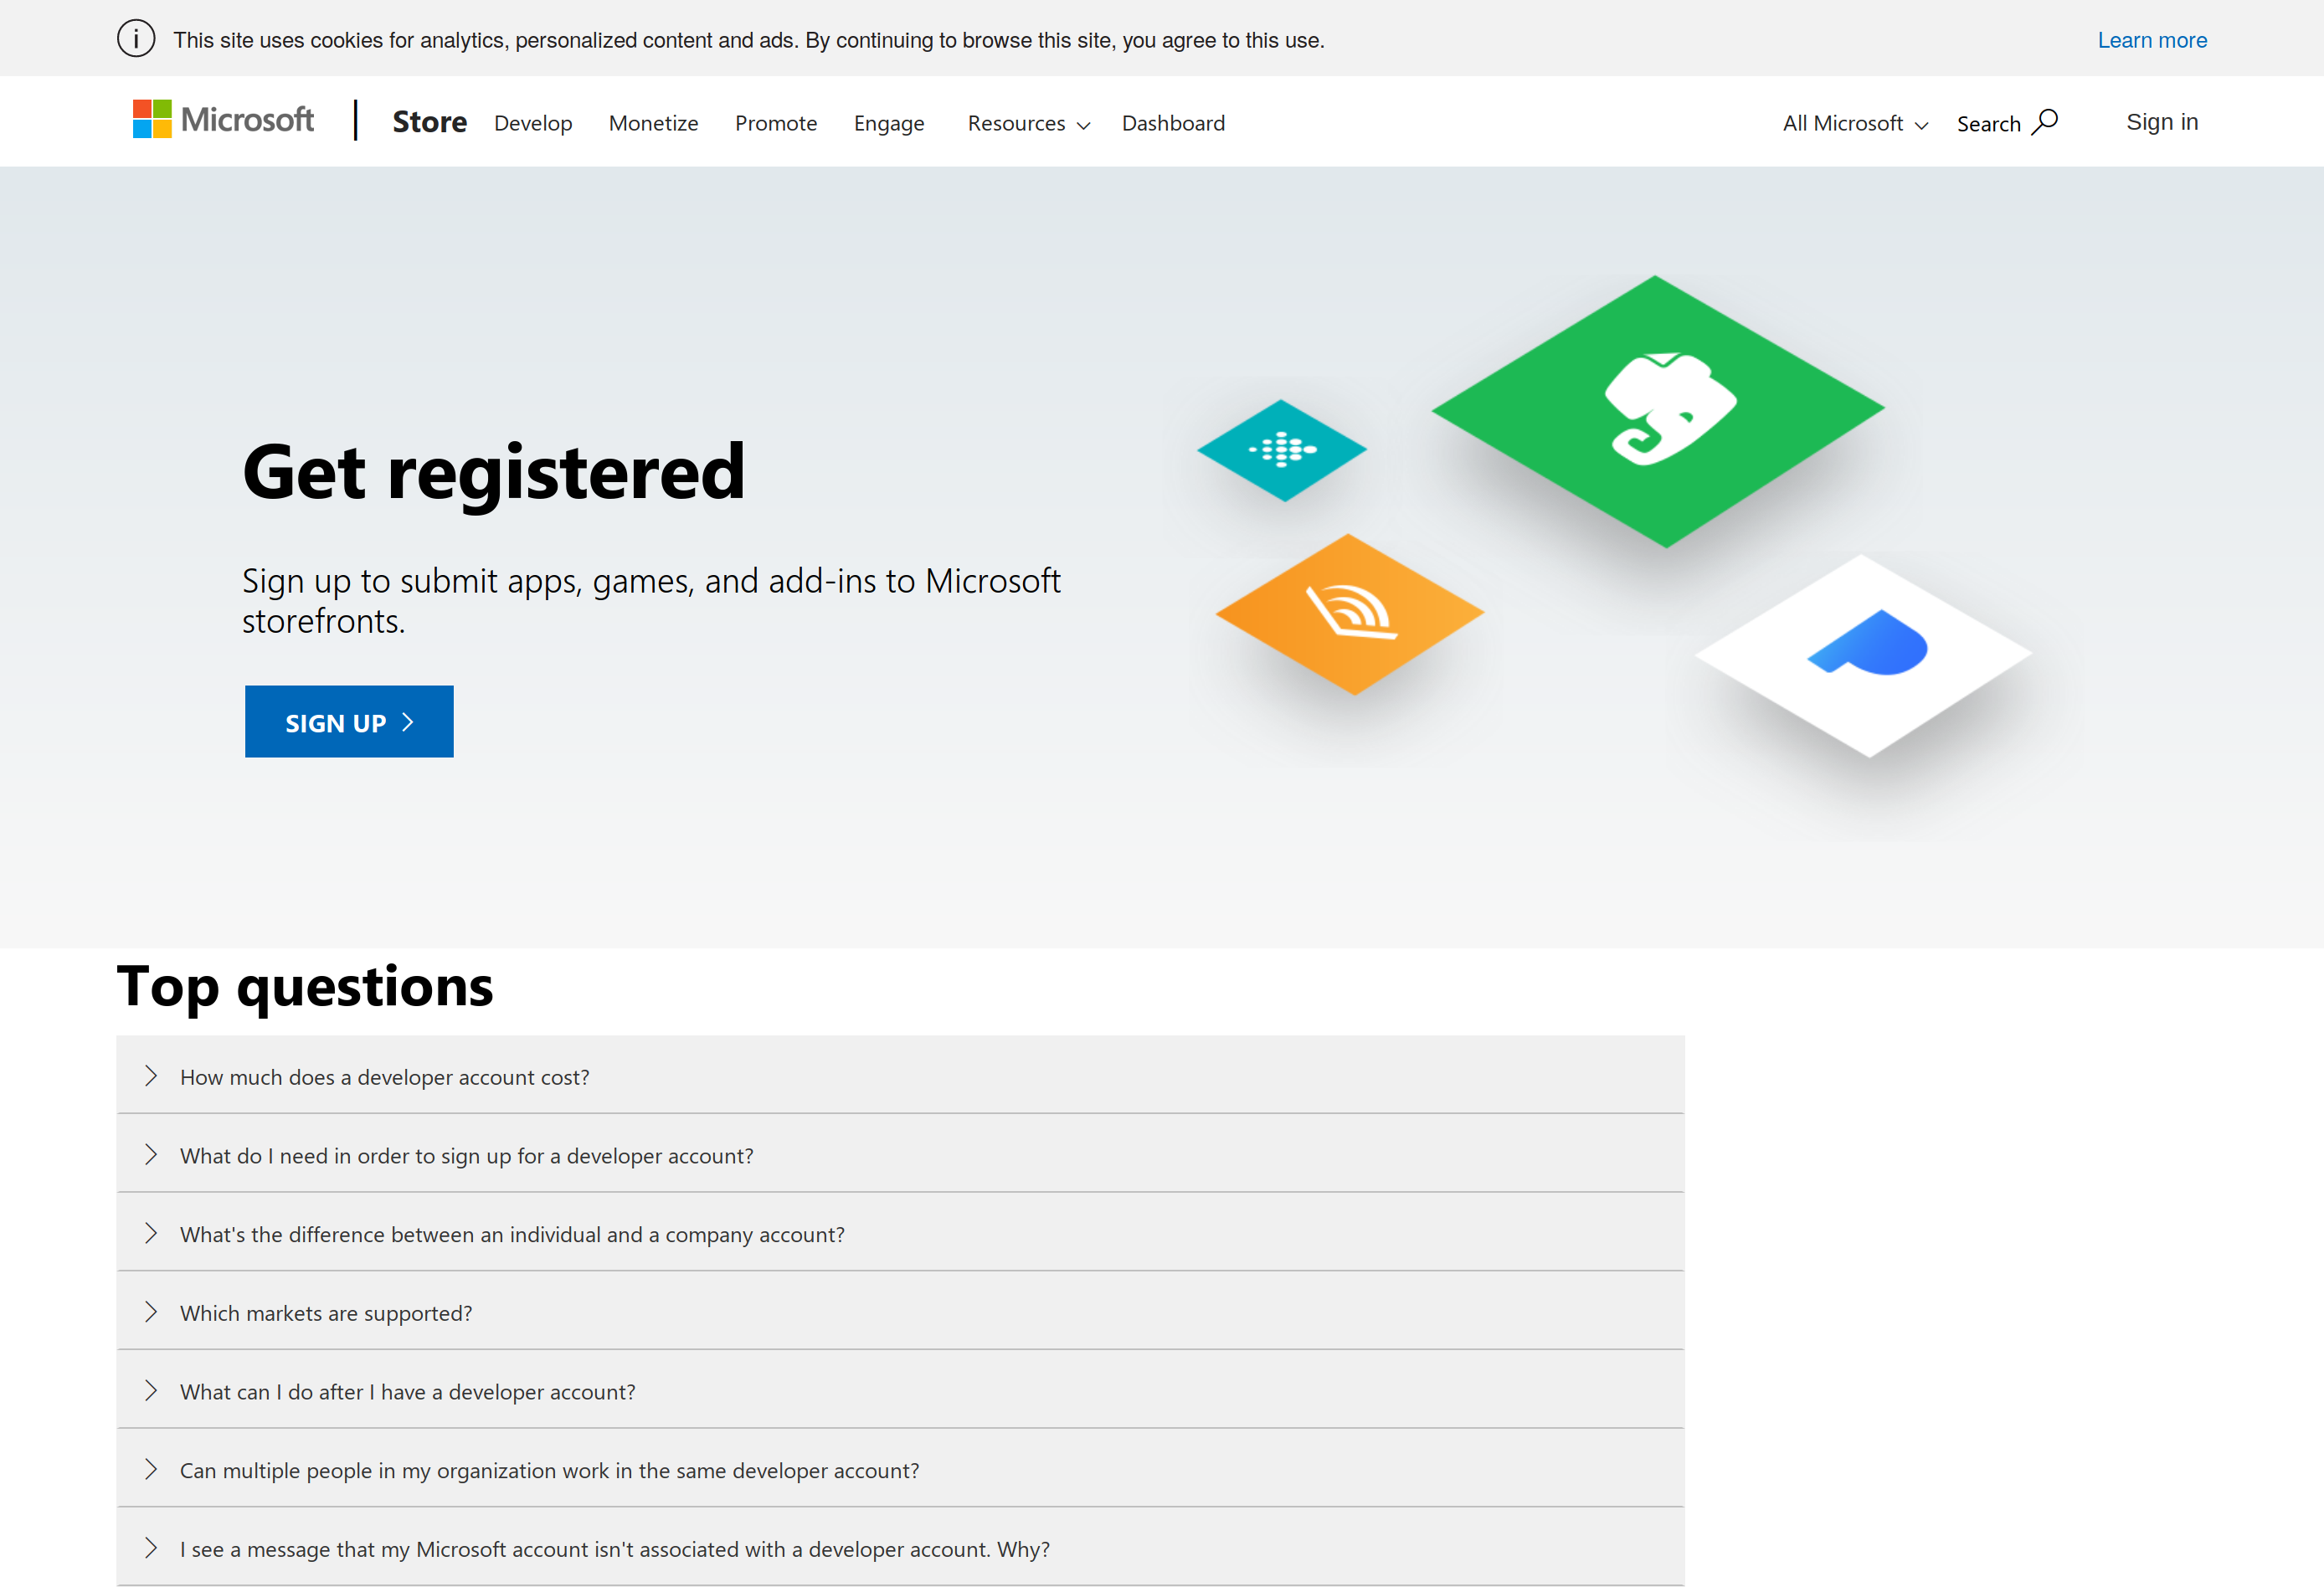 This site uses cookies for analytics, personalized content and ads. By continuing to browse this site, you agree to this use.
Learn more
Microsoft
Store
Develop
Monetize
Promote
Engage
Resources
Dashboard
All Microsoft
Search
Sign in
Get registered
Sign up to submit apps, games, and add-ins to Microsoft
storefronts.
SIGN UP
Top questions
How much does a developer account cost?
What do I need in order to sign up for a developer account?
What's the difference between an individual and a company account?
Which markets are supported?
What can I do after I have a developer account?
Can multiple people in my organization work in the same developer account?
I see a message that my Microsoft account isn't associated with a developer account. Why?